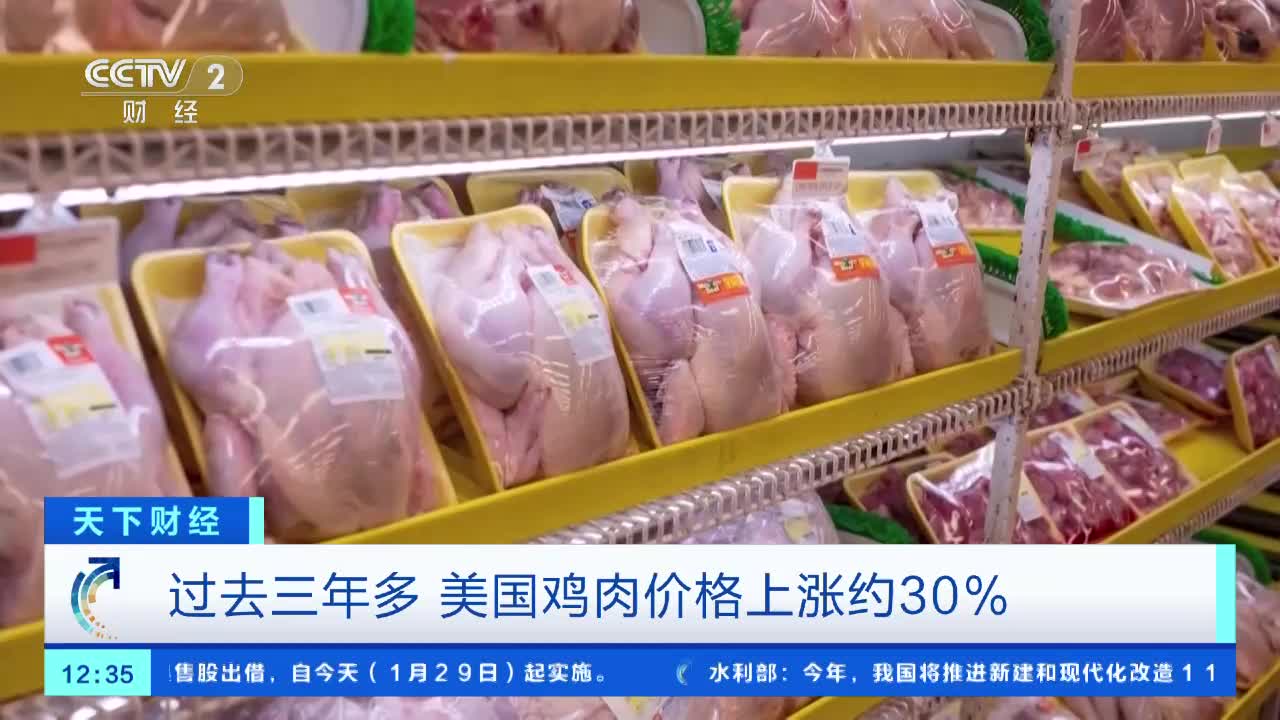 CCTV 2
财 经
天下财经
过去三年多 美国鸡肉价格上涨约30%
12:35
售股出借，自今天（1月29日）起实施。 水利部：今年，我国将推进新建和现代化改造11